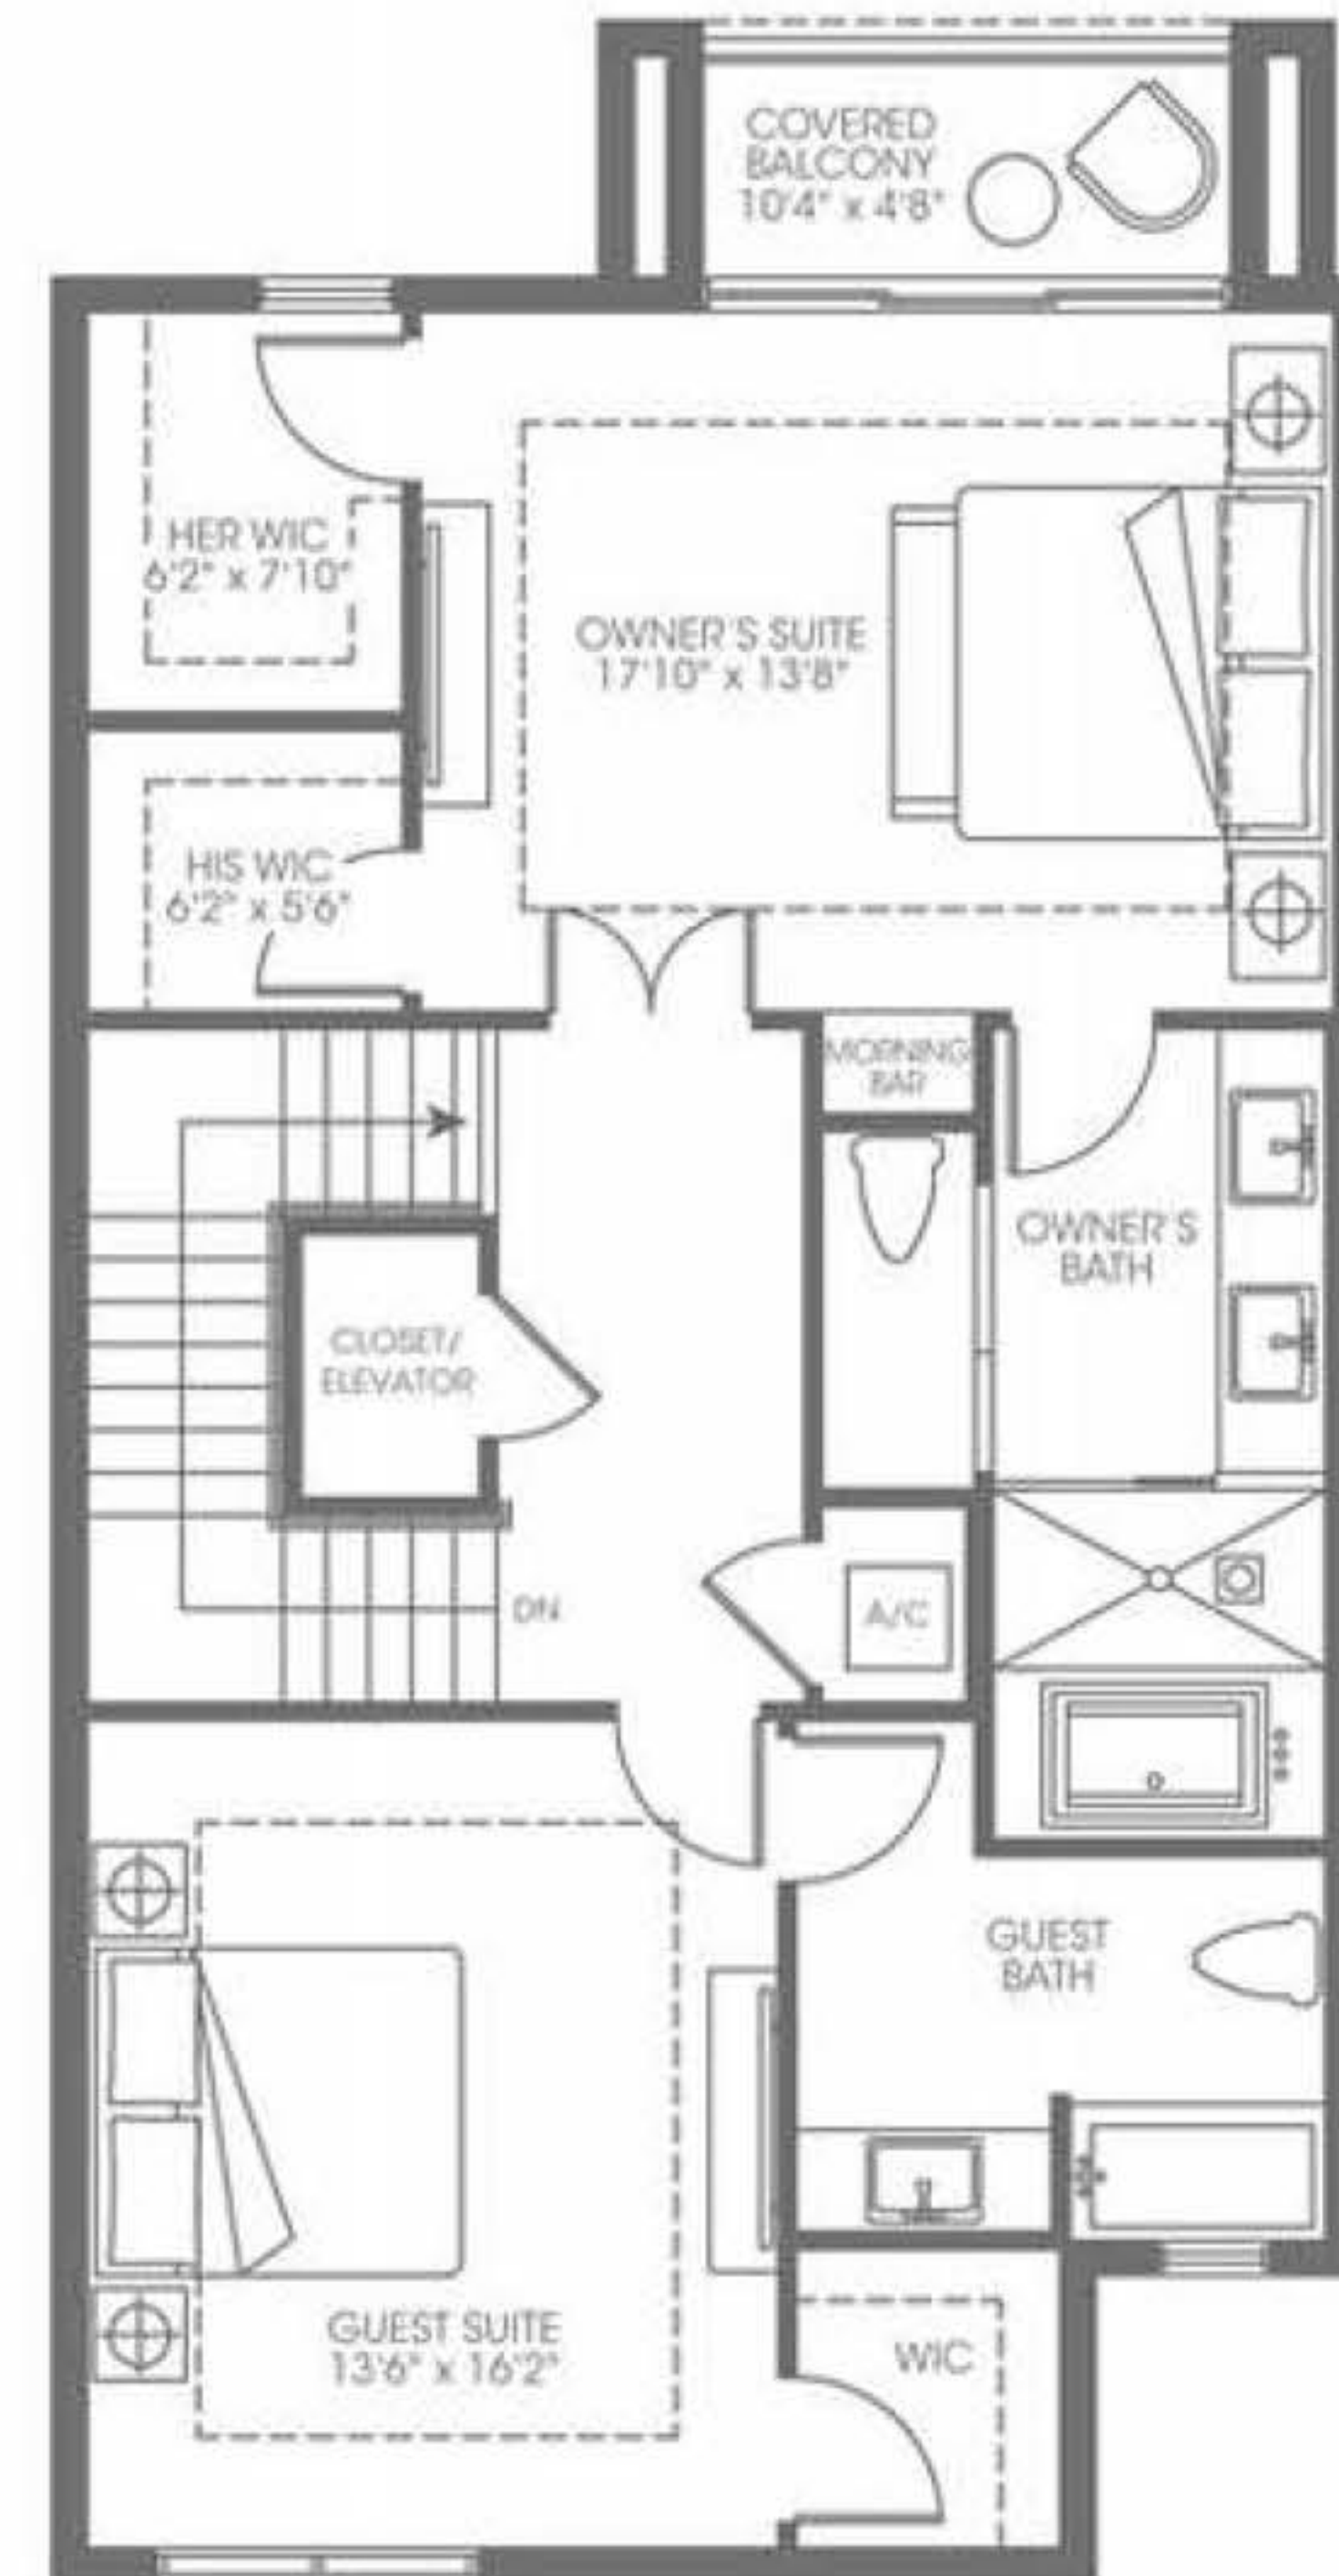 COVERED
BALCONY
10'4" x 4'8"
HER WIC
6'2" x 7'10"
OWNER'S SUITE
17'10" x 13'8"
HIS WIC
6'2" x 5'6"
MORNING
BAR
OWNER'S
BATH
CLOSET/
ELEVATOR
DN
A/C
GUEST
BATH
GUEST SUITE
13'6" x 16'2"
WIC